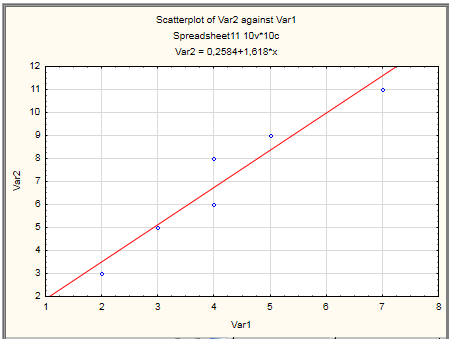 Scatterplot of Var2 against Var1
Spreadsheet11 10v*10c
Var2 = 0,2584+1,618*x
12
11
10
9
8
7
6
5
4
3
2
Var2
1 2 3 4 5 6 7 8
Var1